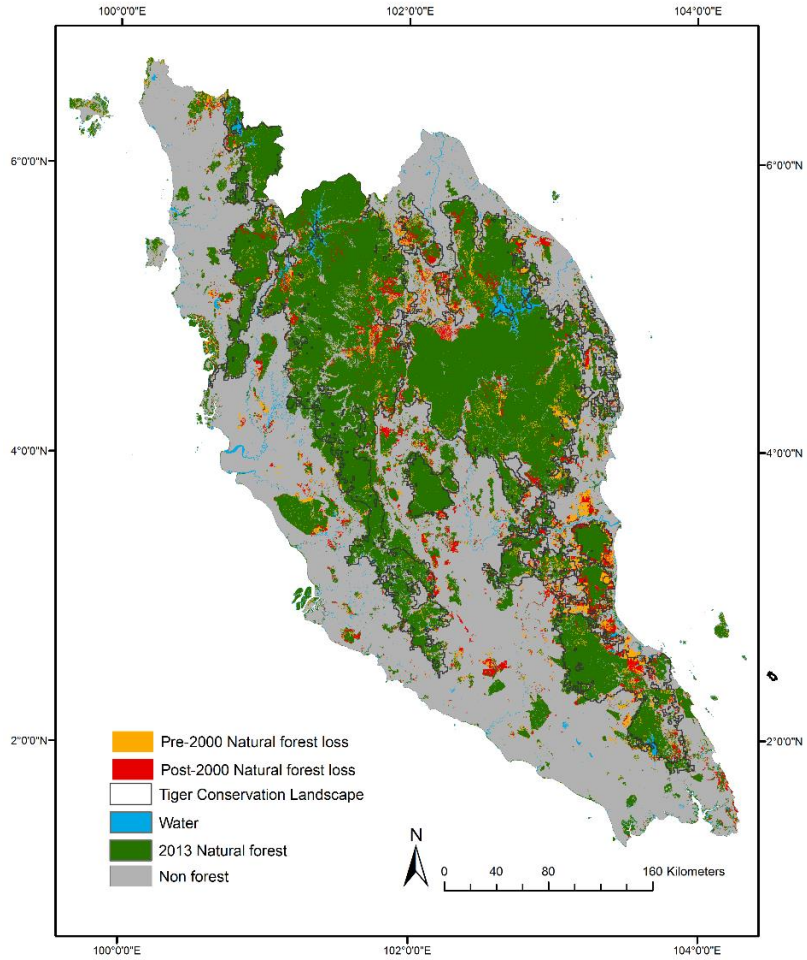 100°0'0"E 102°0'0"E 104°0'0"E
6°0'0"N 6°0'0"N
4°0'0"N 4°0'0"N
2°0'0"N 2°0'0"N
Pre-2000 Natural forest loss
Post-2000 Natural forest loss
Tiger Conservation Landscape
Water
2013 Natural forest
Non forest
N
0 40 80 160 Kilometers
100°0'0"E 102°0'0"E 104°0'0"E